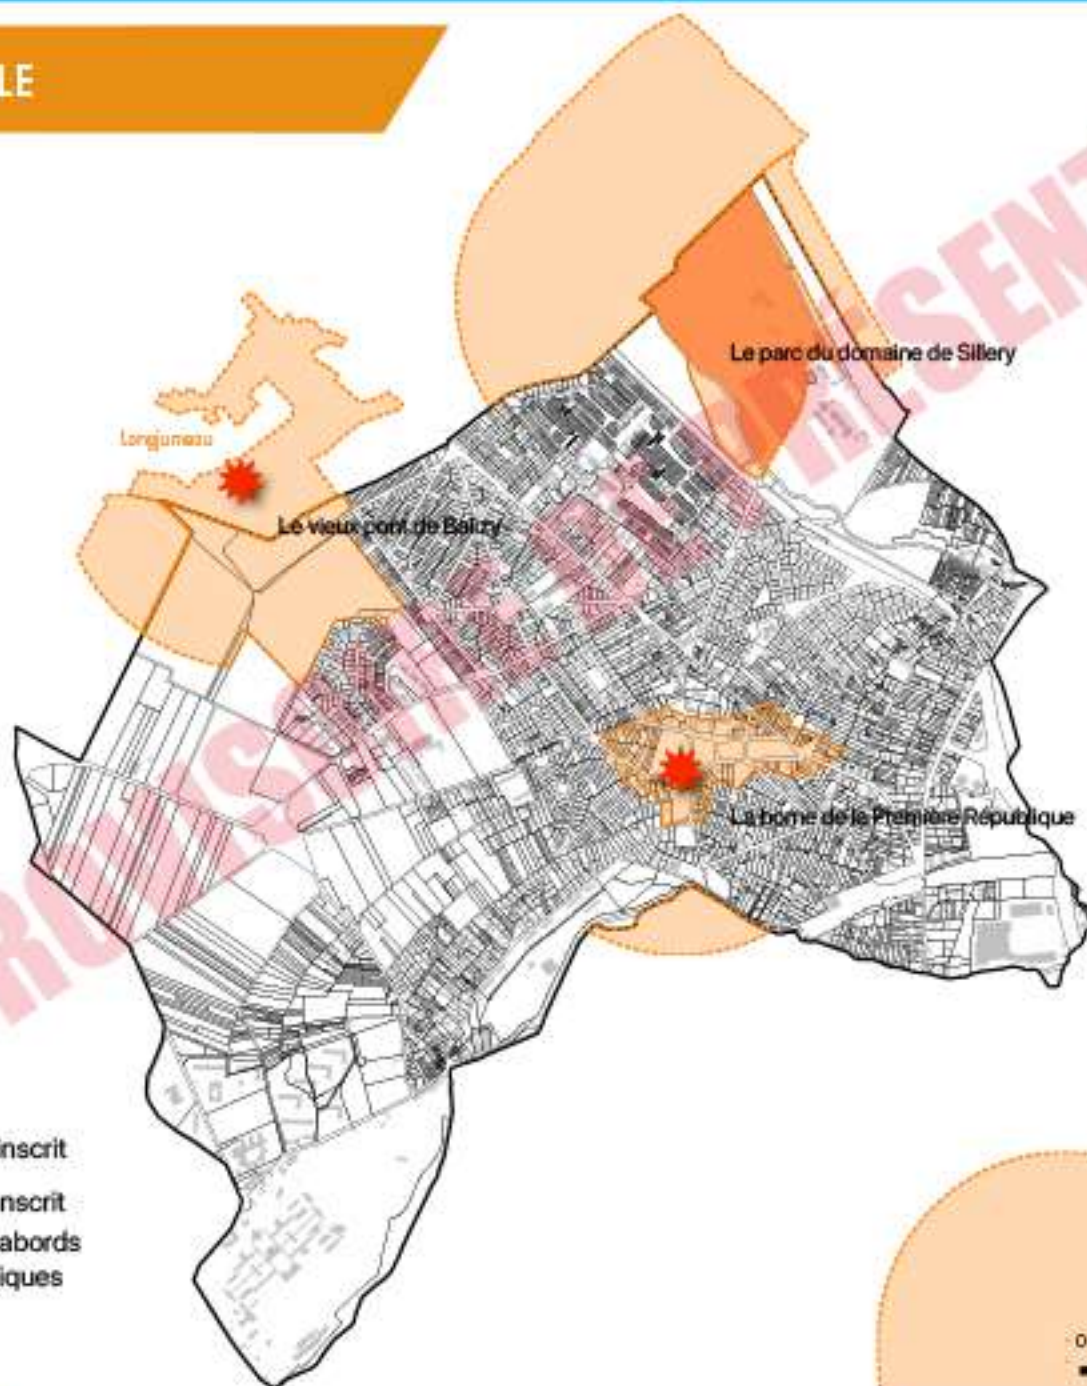 LE
Le parc du domaine de Sillery
Longjumeau
Le vieux pont de Balizy
La borne de la Première République
inscrit
nscrit
abords
iques